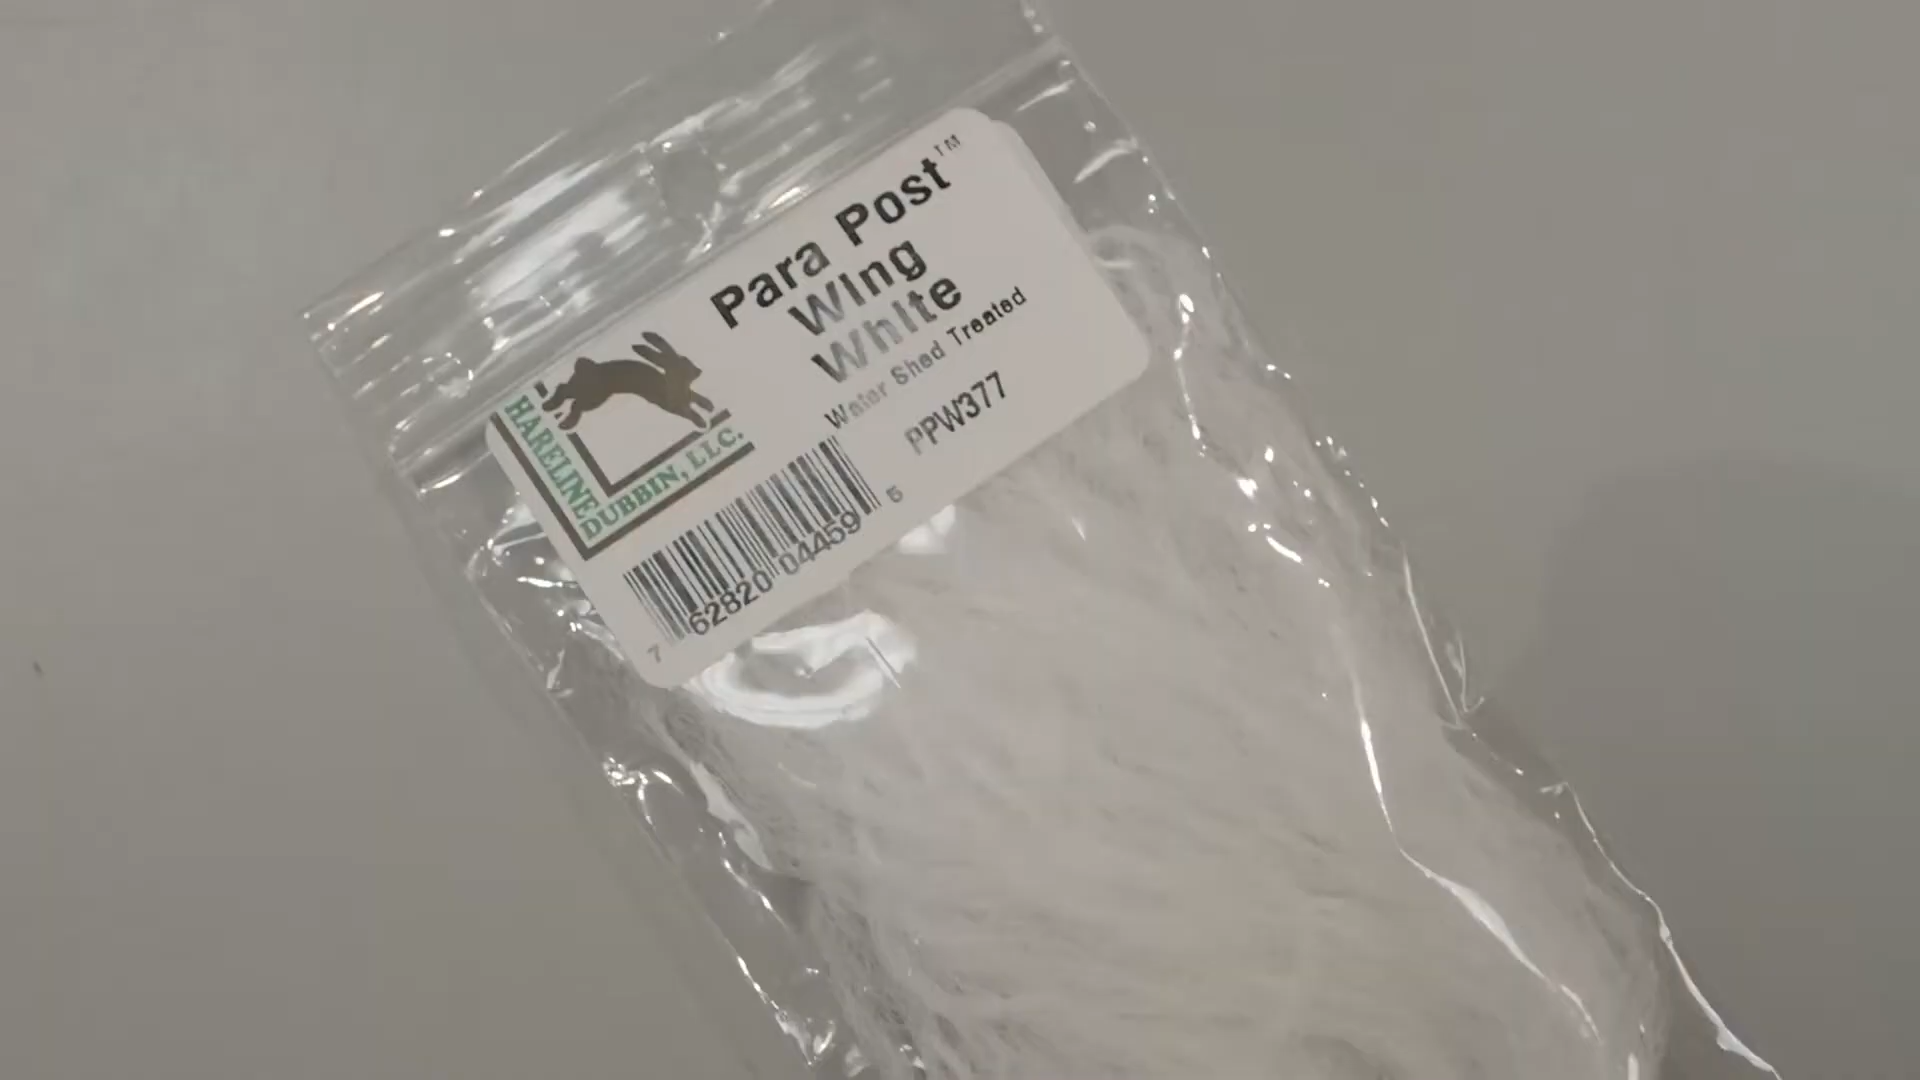 Para Post™
Wing
White
Water Shed Treated
PPW377
HARELINE
DUBBIN, LLC.
7 62820 04459 5